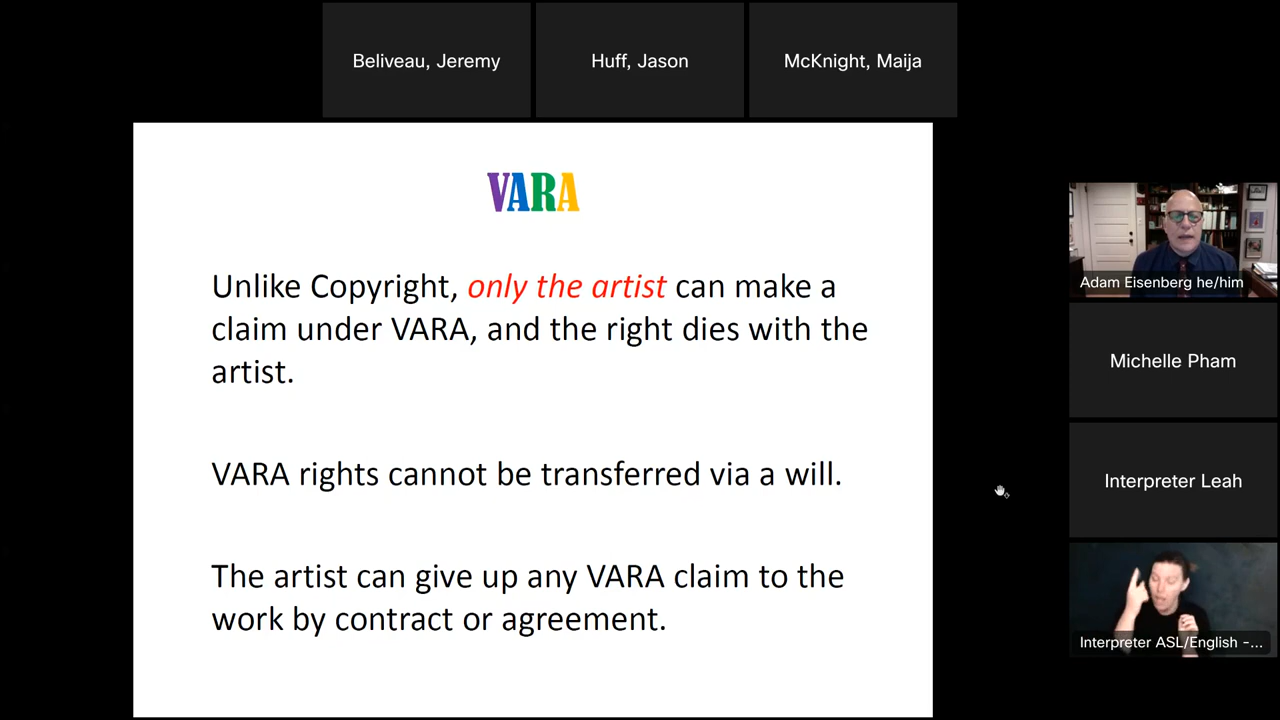 Beliveau, Jeremy
Huff, Jason
McKnight, Maija
VARA
Unlike Copyright, only the artist can make a
claim under VARA, and the right dies with the
artist.
VARA rights cannot be transferred via a will.
The artist can give up any VARA claim to the
work by contract or agreement.
Adam Eisenberg he/him
Michelle Pham
Interpreter Leah
Interpreter ASL/English -...